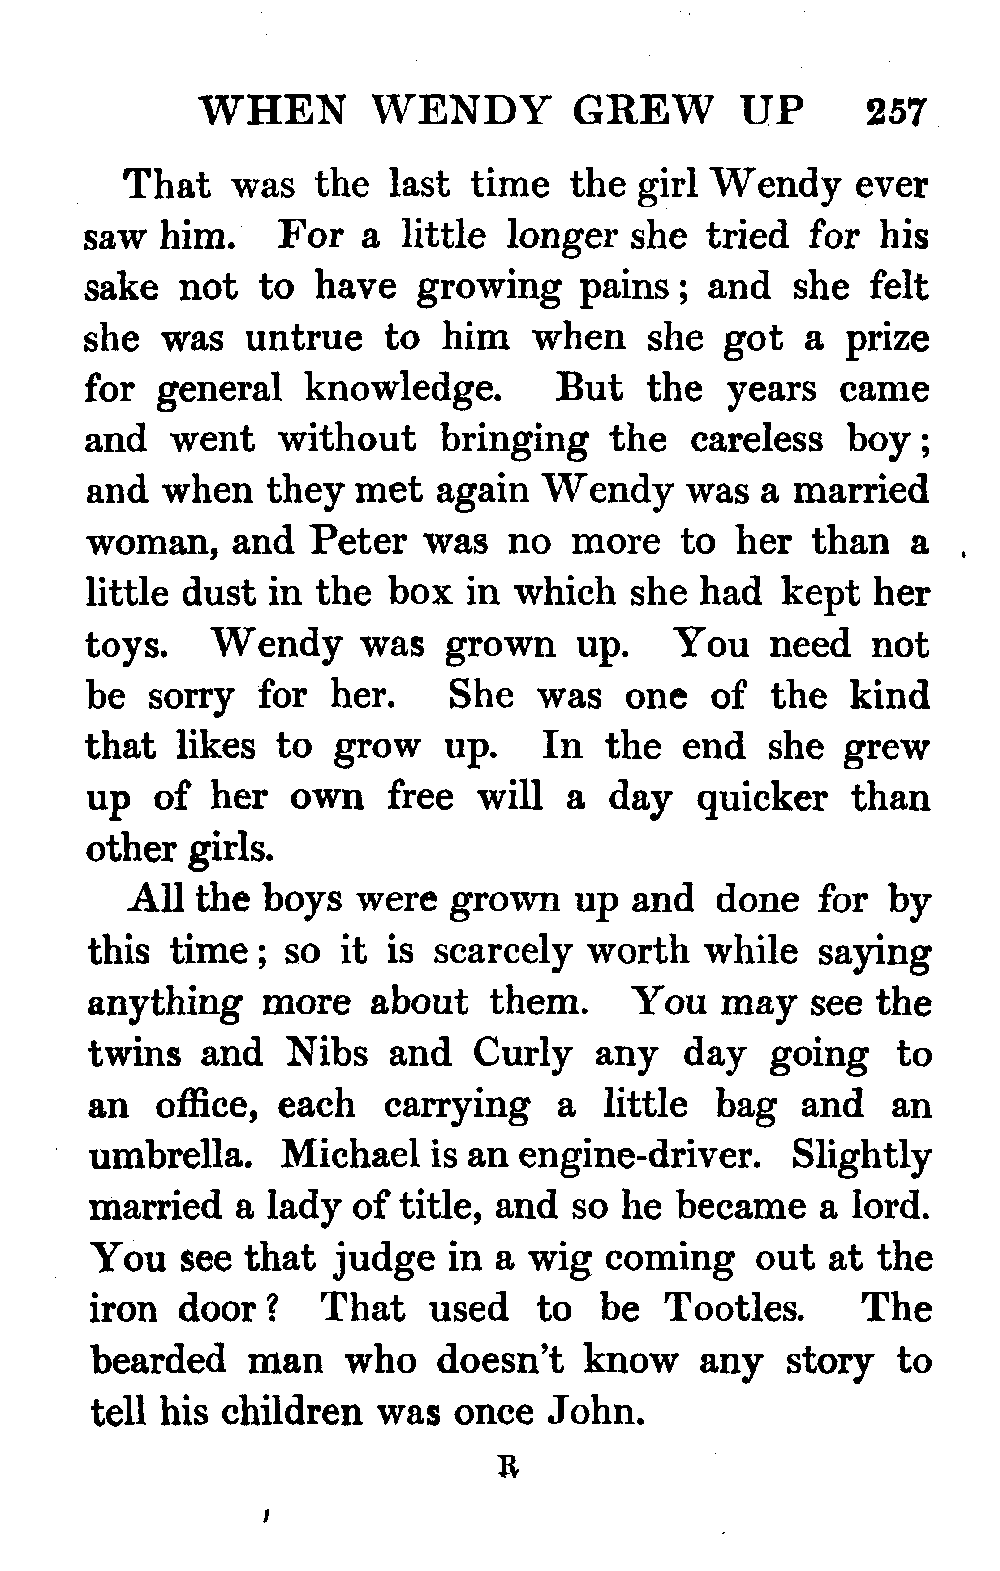 WHEN WENDY GREW UP 257
That was the last time the girl Wendy ever
saw him. For a little longer she tried for his
sake not to have growing pains; and she felt
she was untrue to him when she got a prize
for general knowledge. But the years came
and went without bringing the careless boy;
and when they met again Wendy was a married
woman, and Peter was no more to her than a
little dust in the box in which she had kept her
toys. Wendy was grown up. You need not
be sorry for her. She was one of the kind
that likes to grow up. In the end she grew
up of her own free will a day quicker than
other girls.
All the boys were grown up and done for by
this time; so it is scarcely worth while saying
anything more about them. You may see the
twins and Nibs and Curly any day going to
an office, each carrying a little bag and an
umbrella. Michael is an engine-driver. Slightly
married a lady of title, and so he became a lord.
You see that judge in a wig coming out at the
iron door? That used to be Tootles. The
bearded man who doesn't know any story to
tell his children was once John.
R